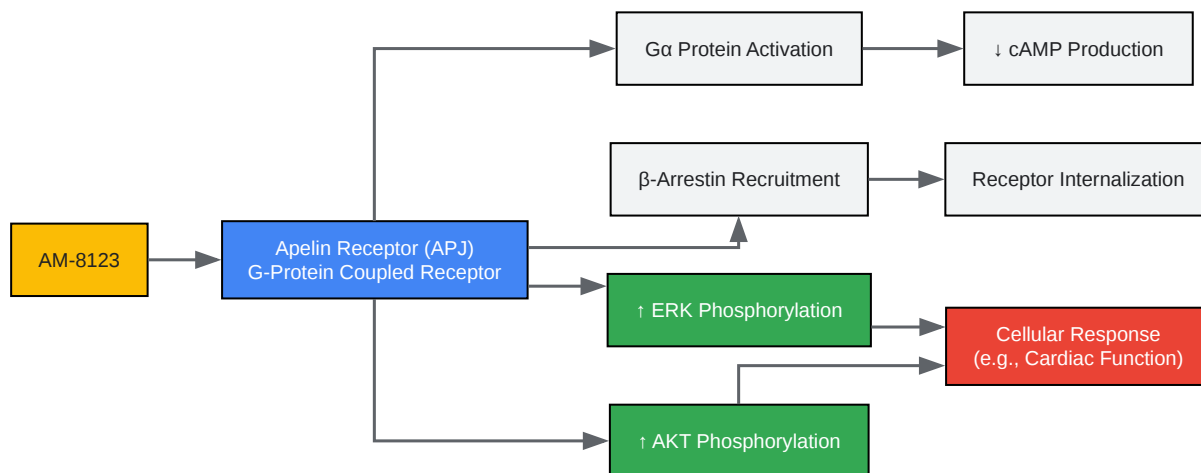 Gα Protein Activation
↓ cAMP Production
β-Arrestin Recruitment
Receptor Internalization
AM-8123
Apelin Receptor (APJ)
G-Protein Coupled Receptor
↑ ERK Phosphorylation
Cellular Response
(e.g., Cardiac Function)
↑ AKT Phosphorylation